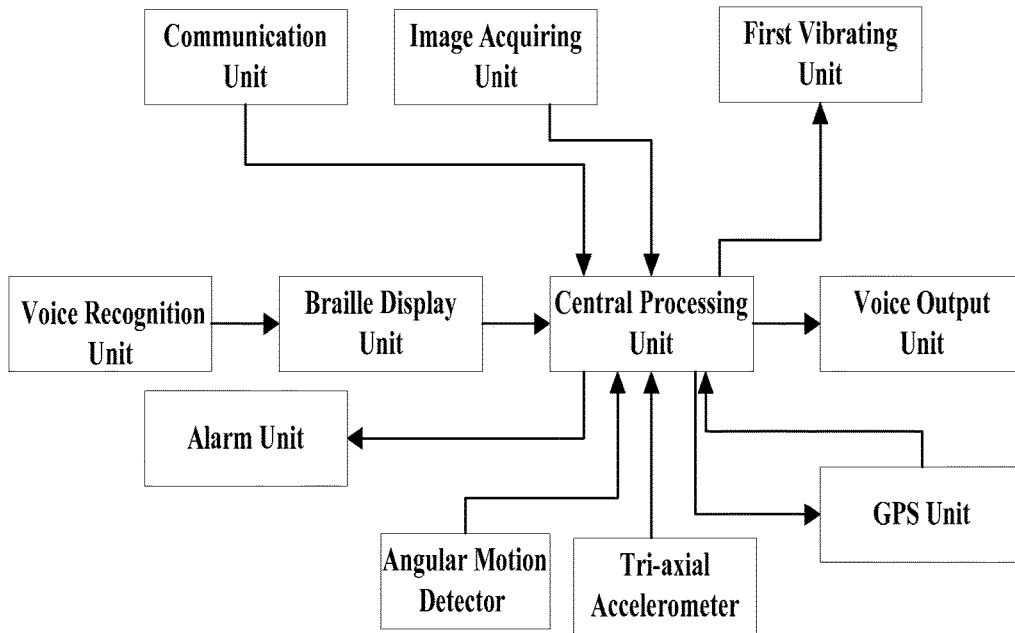 Communication
Unit
Image Acquiring
Unit
First Vibrating
Unit
Voice Recognition
Unit
Braille Display
Unit
Central Processing
Unit
Voice Output
Unit
Alarm Unit
GPS Unit
Angular Motion
Detector
Tri-axial
Accelerometer